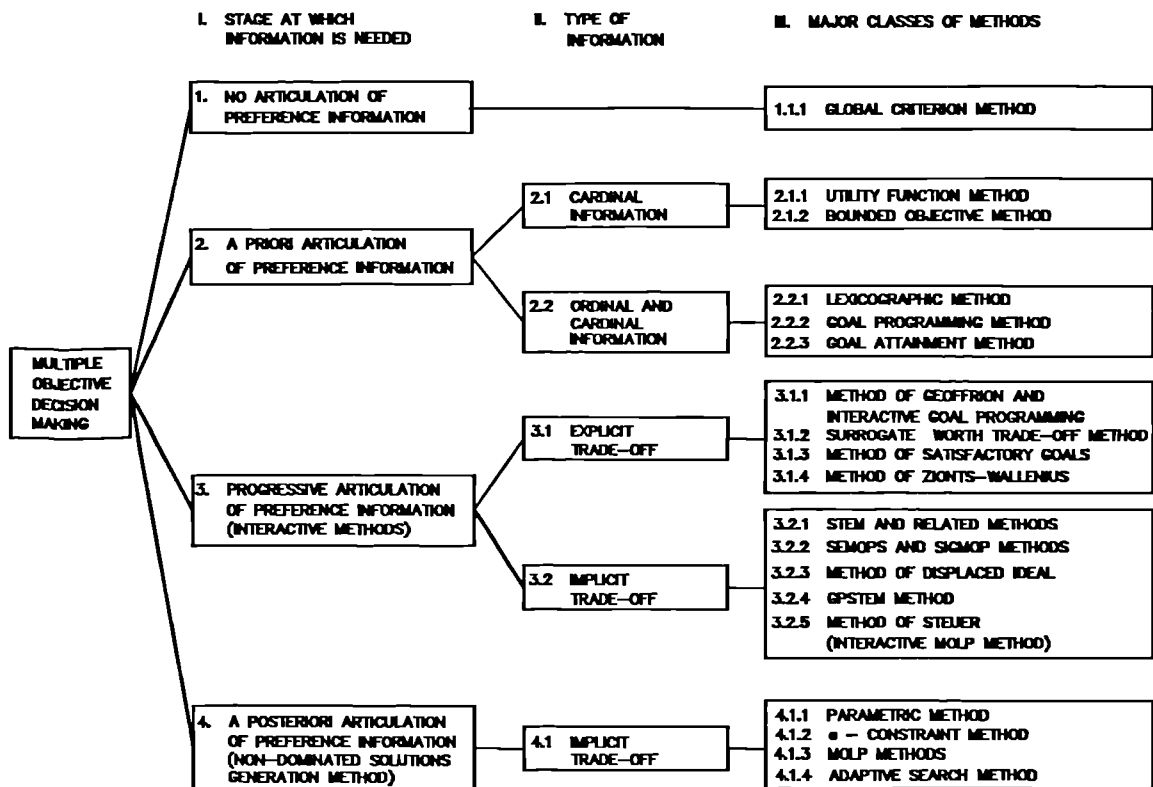 I. STAGE AT WHICH
INFORMATION IS NEEDED
II. TYPE OF
INFORMATION
III. MAJOR CLASSES OF METHODS
1. NO ARTICULATION OF
PREFERENCE INFORMATION
1.1.1 GLOBAL CRITERION METHOD
2.1 CARDINAL
INFORMATION
2.1.1 UTILITY FUNCTION METHOD
2.1.2 BOUNDED OBJECTIVE METHOD
2. A PRIORI ARTICULATION
OF PREFERENCE INFORMATION
2.2 ORDINAL AND
CARDINAL
INFORMATION
2.2.1 LEXICOGRAPHIC METHOD
2.2.2 GOAL PROGRAMMING METHOD
2.2.3 GOAL ATTAINMENT METHOD
MULTIPLE
OBJECTIVE
DECISION
MAKING
3.1 EXPLICIT
TRADE-OFF
3.1.1 METHOD OF GEOFFRION AND
INTERACTIVE GOAL PROGRAMMING
3.1.2 SURROGATE WORTH TRADE-OFF METHOD
3.1.3 METHOD OF SATISFACTORY GOALS
3.1.4 METHOD OF ZIONTS-WALLENIUS
3. PROGRESSIVE ARTICULATION
OF PREFERENCE INFORMATION
(INTERACTIVE METHODS)
3.2 IMPLICIT
TRADE-OFF
3.2.1 STEM AND RELATED METHODS
3.2.2 SEMOPS AND SIGMOP METHODS
3.2.3 METHOD OF DISPLACED IDEAL
3.2.4 GPSTEM METHOD
3.2.5 METHOD OF STEUER
(INTERACTIVE MOLP METHOD)
4. A POSTERIORI ARTICULATION
OF PREFERENCE INFORMATION
(NON-DOMINATED SOLUTIONS
GENERATION METHOD)
4.1 IMPLICIT
TRADE-OFF
4.1.1 PARAMETRIC METHOD
4.1.2 - CONSTRAINT METHOD
4.1.3 MOLP METHODS
4.1.4 ADAPTIVE SEARCH METHOD